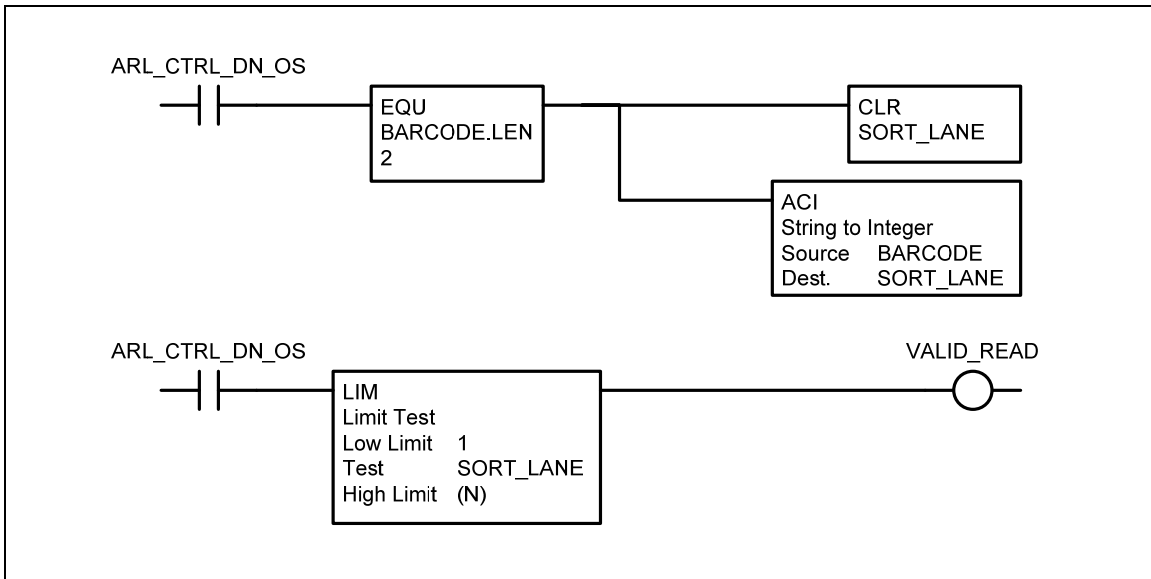 ARL_CTRL_DN_OS
EQU
BARCODE.LEN
2
CLR
SORT_LANE
ACI
String to Integer
Source BARCODE
Dest. SORT_LANE
ARL_CTRL_DN_OS
VALID_READ
LIM
Limit Test
Low Limit 1
Test SORT_LANE
High Limit (N)